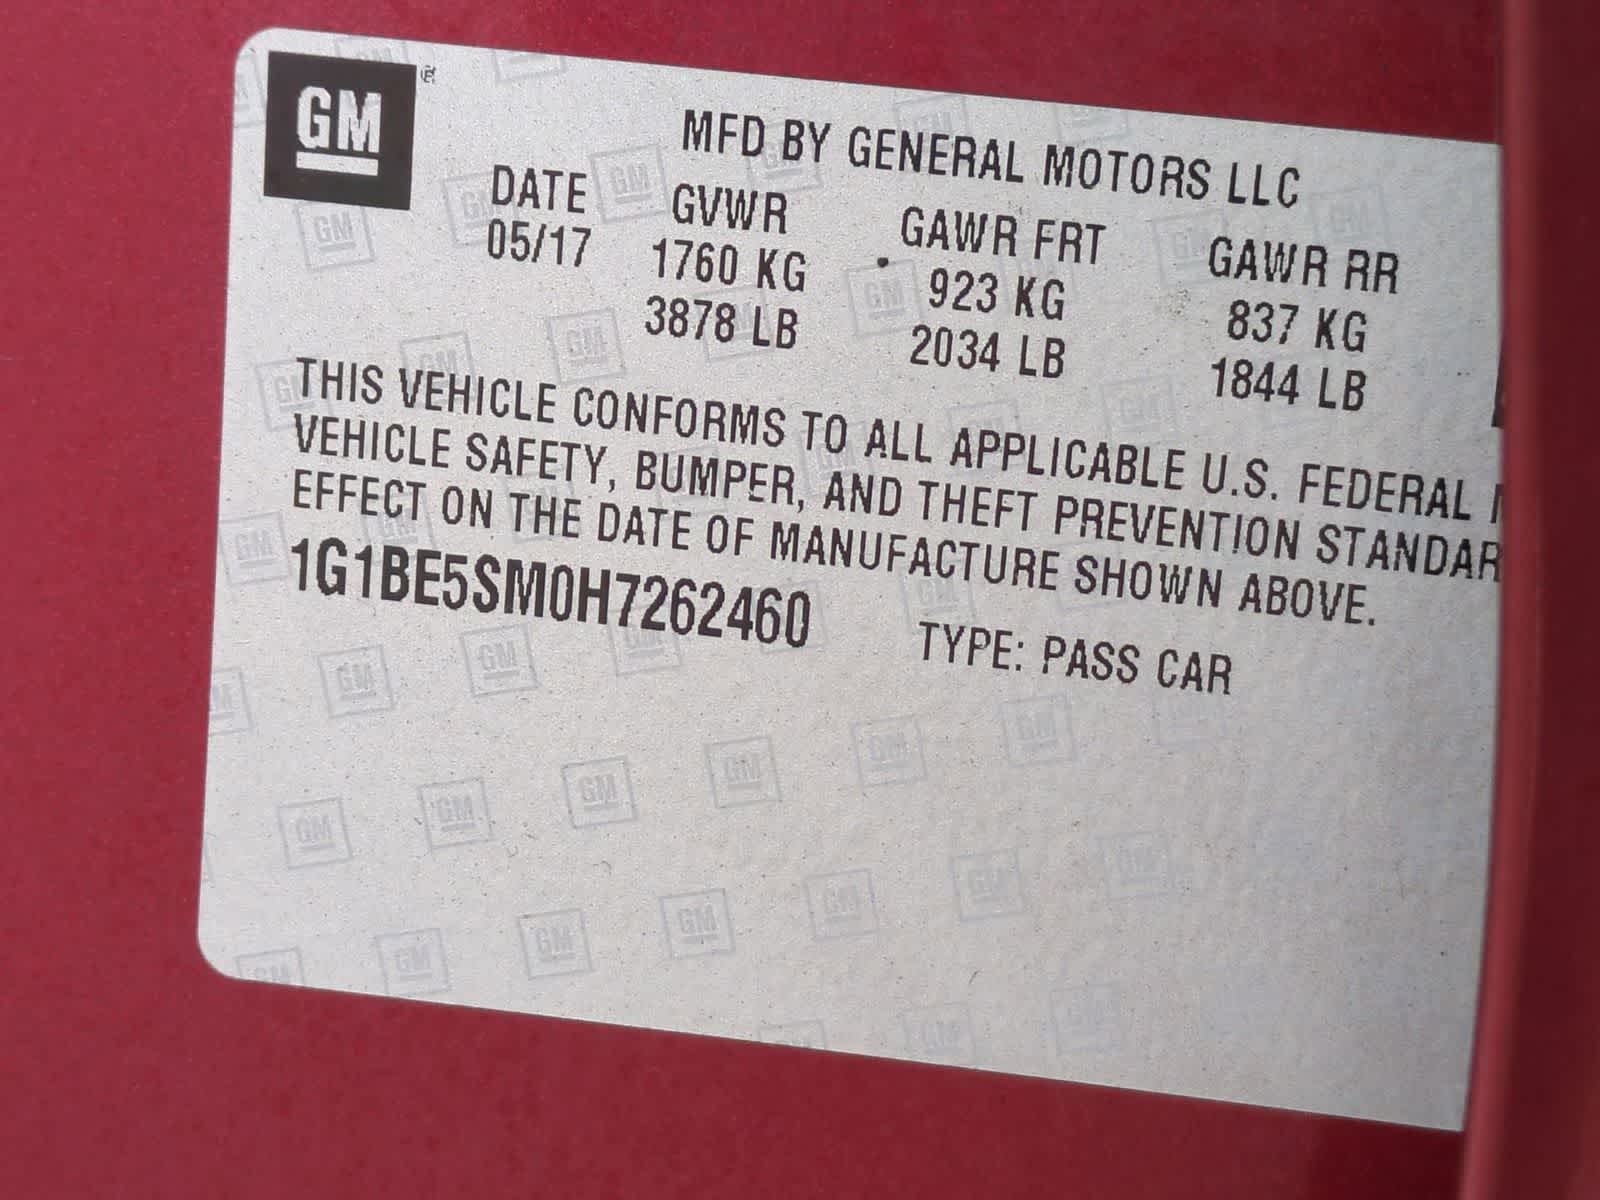 GM
MFD BY GENERAL MOTORS LLC
DATE GVWR GAWR FRT GAWR RR
05/17 1760 KG 923 KG 837 KG
3878 LB 2034 LB 1844 LB
THIS VEHICLE CONFORMS TO ALL APPLICABLE U.S. FEDERAL
VEHICLE SAFETY, BUMPER, AND THEFT PREVENTION STANDAR
EFFECT ON THE DATE OF MANUFACTURE SHOWN ABOVE.
1G1BE5SM0H7262460 TYPE: PASS CAR